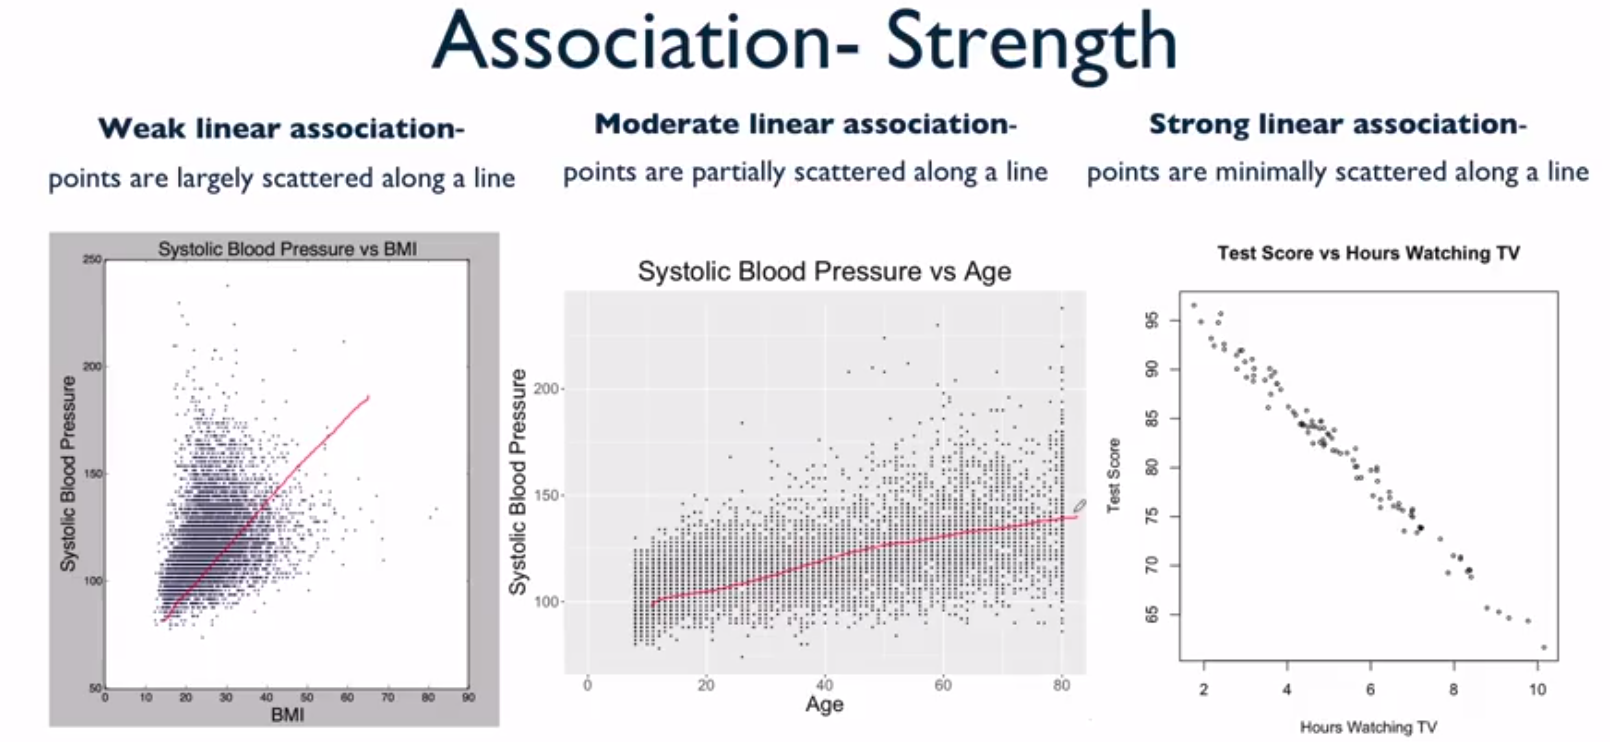 Association- Strength
Weak linear association-
points are largely scattered along a line
Moderate linear association-
points are partially scattered along a line
Strong linear association-
points are minimally scattered along a line
Systolic Blood Pressure vs BMI
Systolic Blood Pressure
250
200
150
100
50
0 10 20 30 40 50 60 70 80 90
BMI
Systolic Blood Pressure vs Age
Systolic Blood Pressure
200
150
100
0 20 40 60 80
Age
Test Score vs Hours Watching TV
Test Score
95
90
85
80
75
70
65
2 4 6 8 10
Hours Watching TV